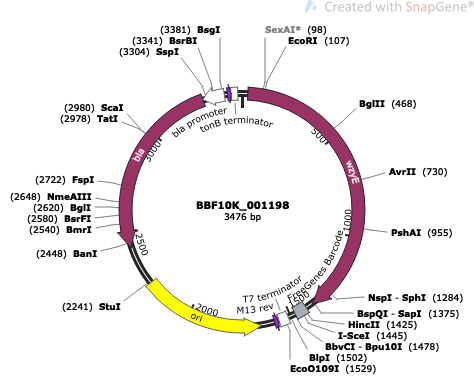 Created with SnapGene®
(3381) BsgI
(3341) BsrBI
(3304) SspI
SexAI* (98)
EcoRI (107)
bla promoter
tonB terminator
(2980) ScaI
(2978) TatI
BglII (468)
500
3000
bla
wzyE
AvrII (730)
(2722) FspI
(2648) NmeAIII
(2620) BglI
(2580) BsrFI
(2540) BmrI
(2448) BanI
BBF10K_001198
3476 bp
PshAI (955)
1000
2500
(2241) StuI
T7 terminator
M13 rev
FreeGenes Barcode
2000
ori
NspI - SphI (1284)
BspQI - SapI (1375)
HincII (1425)
I-SceI (1445)
BbvCI - Bpu10I (1478)
BlpI (1502)
EcoO109I (1529)